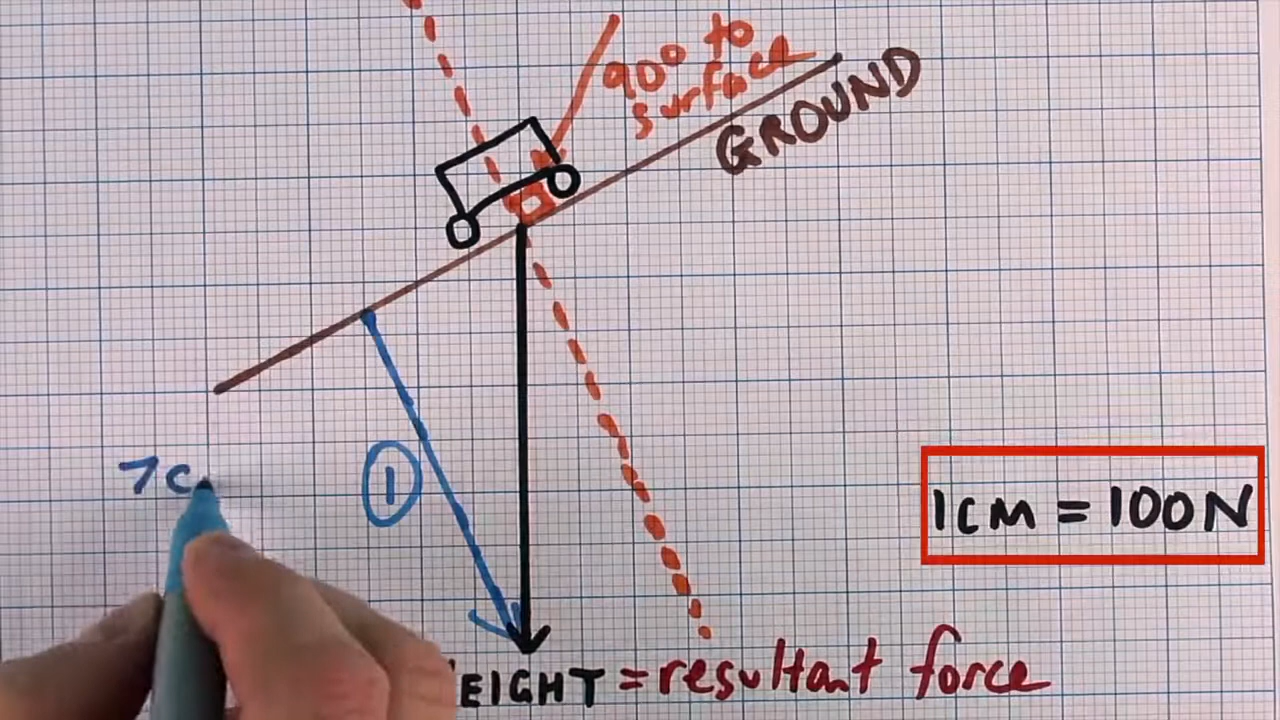 90° to
surface
GROUND
①
7c
1CM = 100N
EIGHT = resultant force